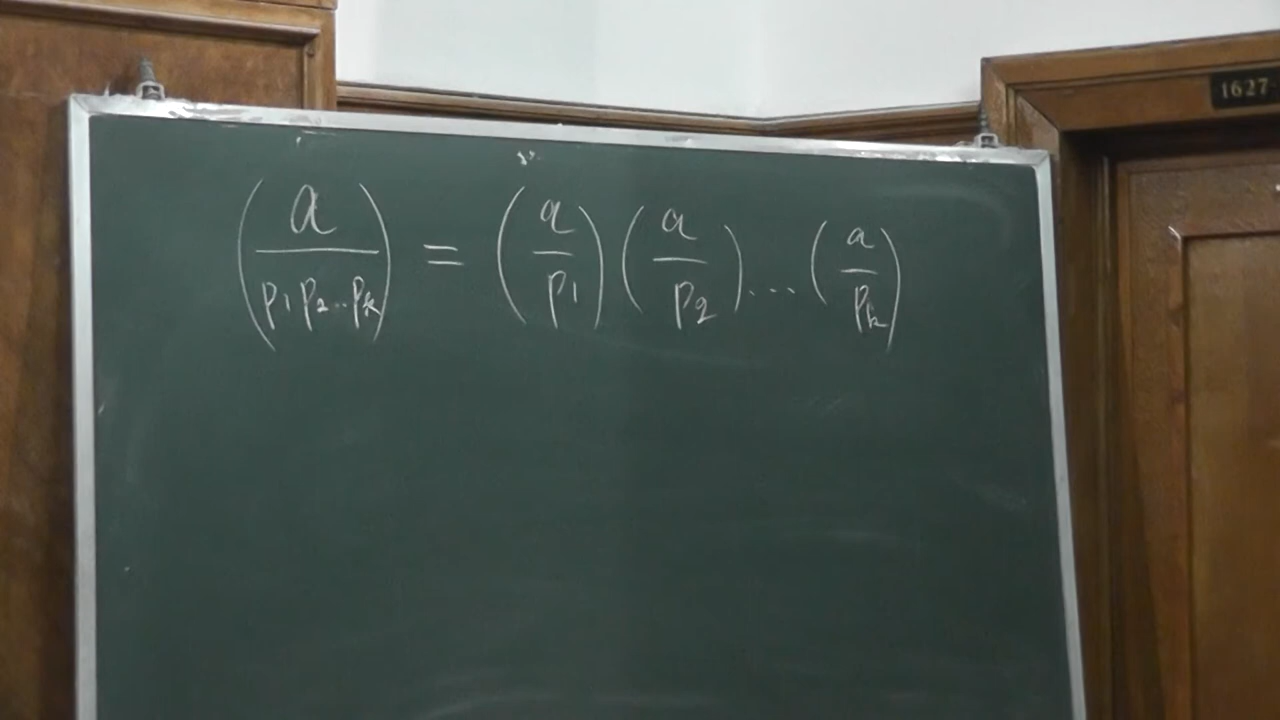 1627
(a / p₁p₂..pₖ) = (a / p₁)(a / p₂)...(a / pₖ)